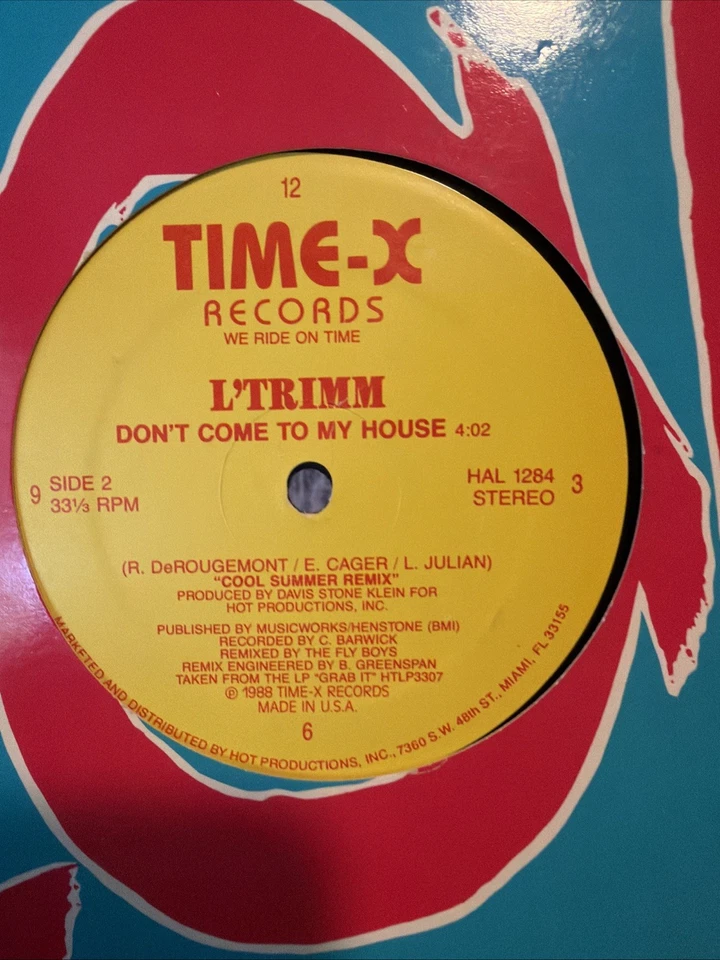 12
TIME-X
RECORDS
WE RIDE ON TIME
L'TRIMM
DON'T COME TO MY HOUSE 4:02
9 SIDE 2
33⅓ RPM
HAL 1284 3
STEREO
(R. DeROUGEMONT / E. CAGER / L. JULIAN)
"COOL SUMMER REMIX"
PRODUCED BY DAVIS STONE KLEIN FOR
HOT PRODUCTIONS, INC.
PUBLISHED BY MUSICWORKS/HENSTONE (BMI)
RECORDED BY C. BARWICK
REMIXED BY THE FLY BOYS
REMIX ENGINEERED BY B. GREENSPAN
TAKEN FROM THE LP "GRAB IT" HTLP3307
℗ 1988 TIME-X RECORDS
MADE IN U.S.A.
6
MARKETED AND DISTRIBUTED BY HOT PRODUCTIONS, INC., 7360 S.W. 48th ST., MIAMI, FL 33155